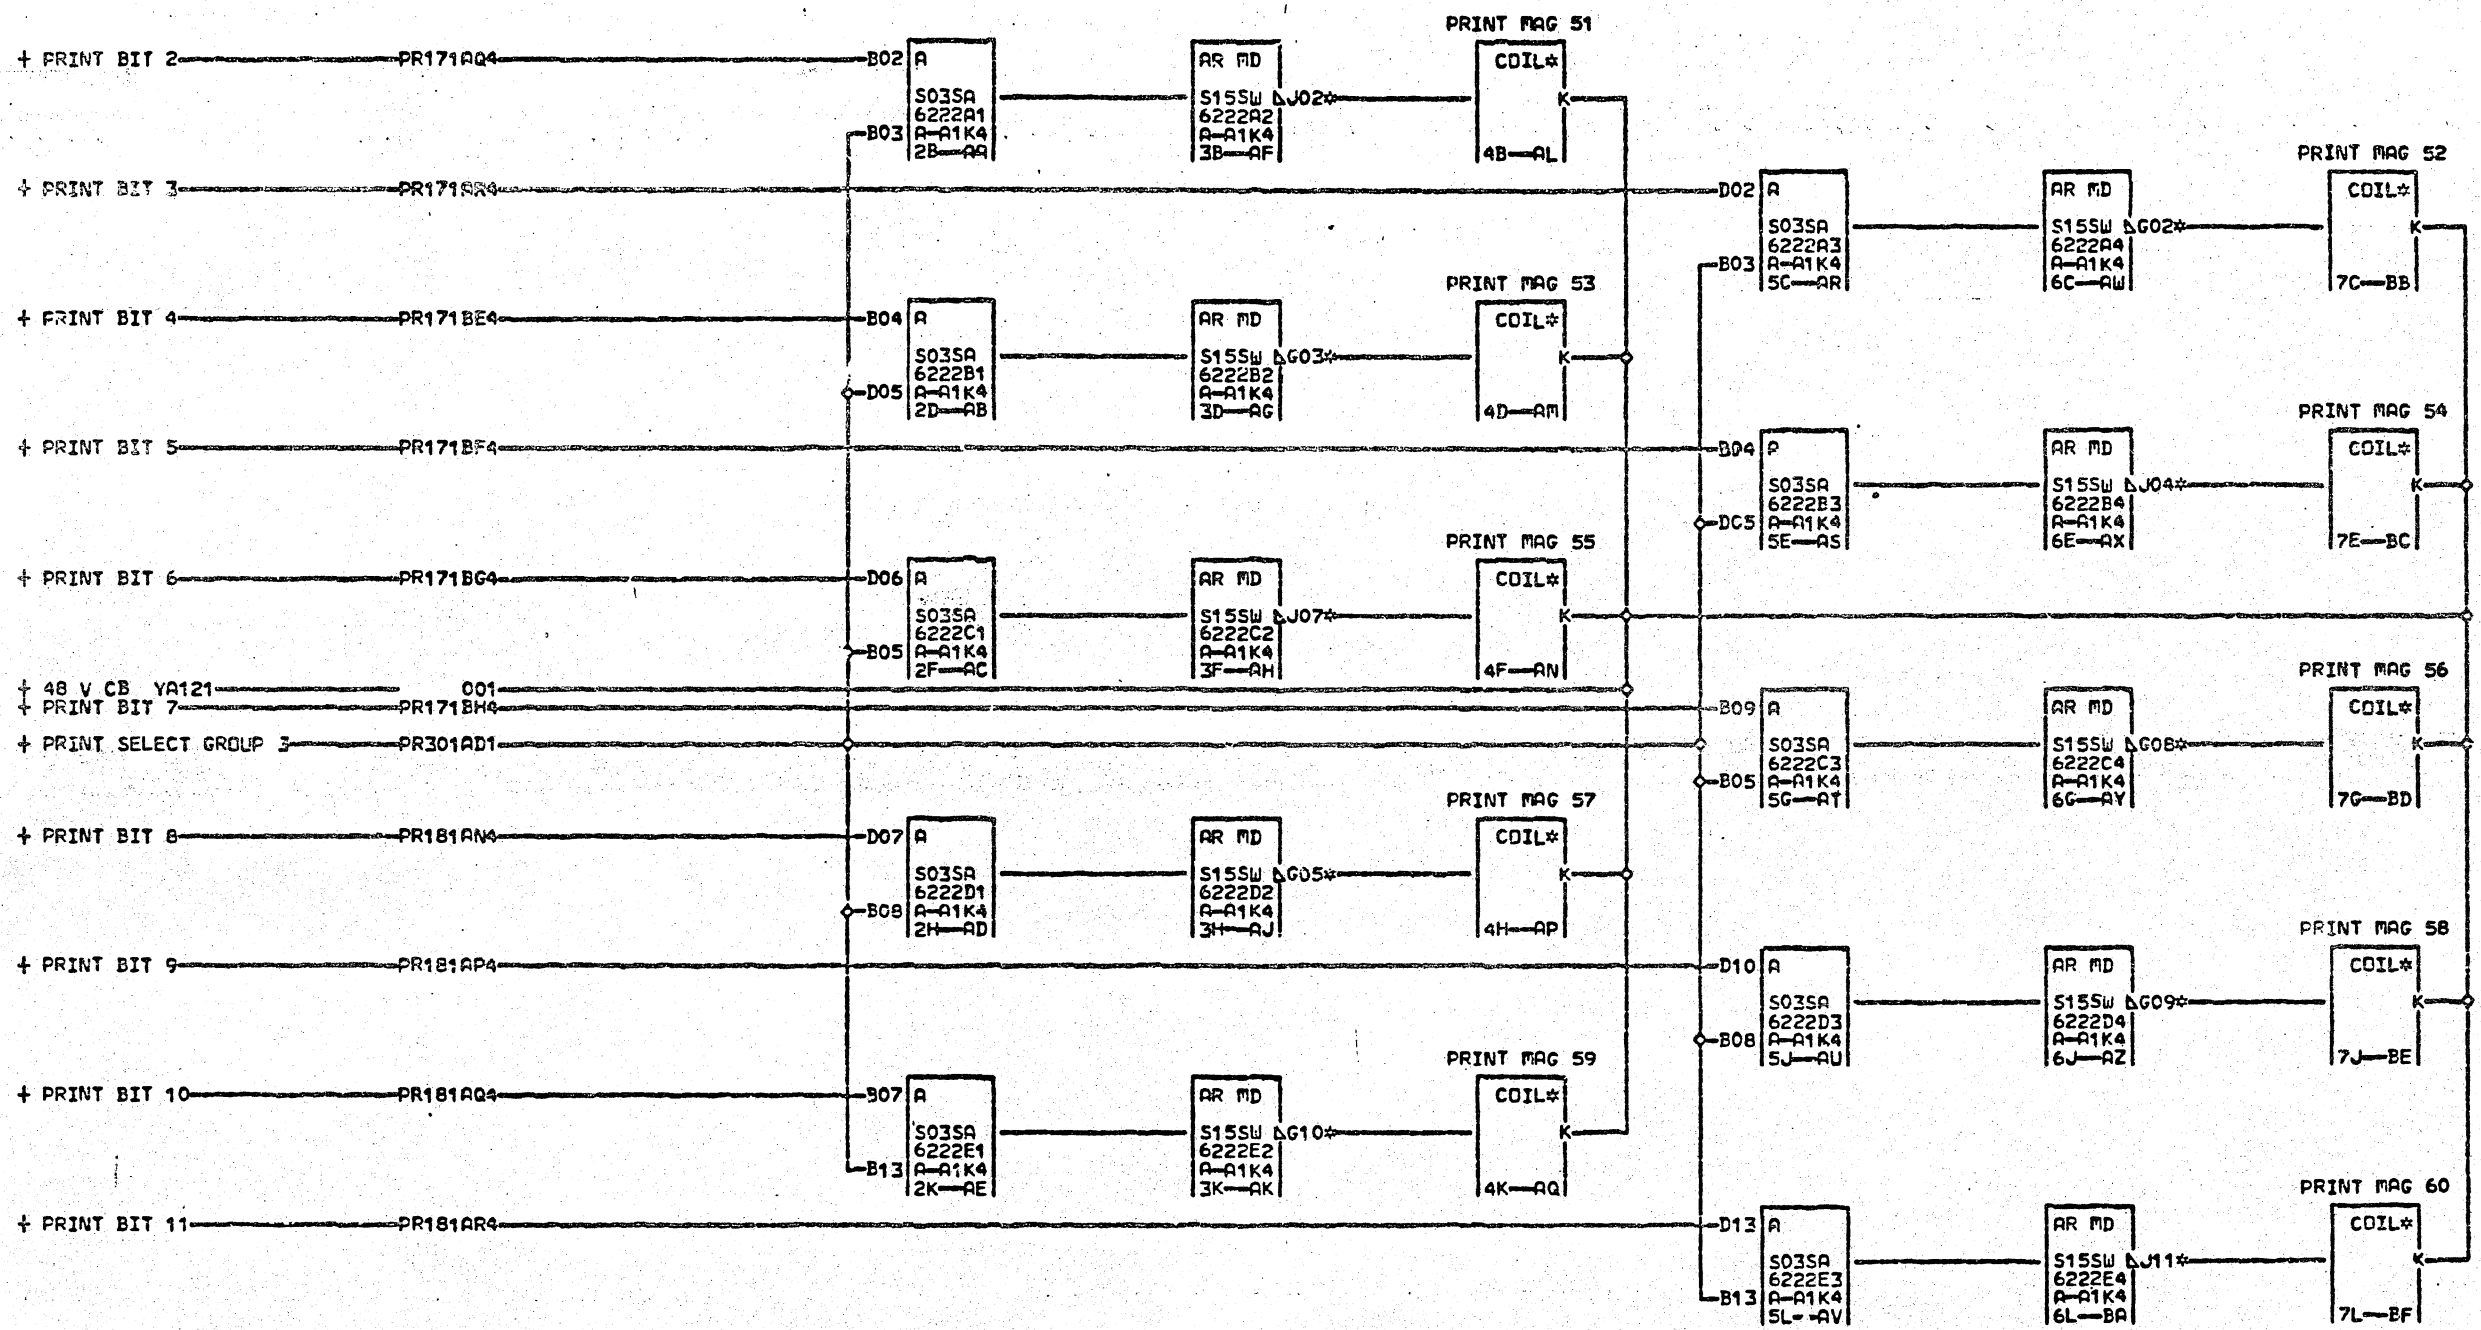 PRINT MAG 51
+ PRINT BIT 2 PR171AQ4 B02 A AR MD COIL*
S03SA S15SW J02* K
6222A1 6222A2
B03 A-A1K4 A-A1K4
2B—AA 3B—AF 4B—AL
PRINT MAG 52
+ PRINT BIT 3 PR171AR4 D02 A AR MD COIL*
S03SA S15SW G02* K
6222A3 6222A4
B03 A-A1K4 A-A1K4
5C—AR 6C—AW 7C—BB
PRINT MAG 53
+ PRINT BIT 4 PR171BE4 B04 A AR MD COIL*
S03SA S15SW G03* K
6222B1 6222B2
D05 A-A1K4 A-A1K4
2D—AB 3D—AG 4D—AM
PRINT MAG 54
+ PRINT BIT 5 PR171BF4 B04 A AR MD COIL*
S03SA S15SW J04* K
6222B3 6222B4
D05 A-A1K4 A-A1K4
5E—AS 6E—AX 7E—BC
PRINT MAG 55
+ PRINT BIT 6 PR171BG4 D06 A AR MD COIL*
S03SA S15SW J07* K
6222C1 6222C2
B05 A-A1K4 A-A1K4
2F—AC 3F—AH 4F—AN
PRINT MAG 56
+ 48 V CB YA121 001
+ PRINT BIT 7 PR171BH4 B09 A AR MD COIL*
+ PRINT SELECT GROUP 3 PR301AD1 S03SA S15SW G08* K
6222C3 6222C4
B05 A-A1K4 A-A1K4
5G—AT 6G—AY 7G—BD
PRINT MAG 57
+ PRINT BIT 8 PR181AN4 D07 A AR MD COIL*
S03SA S15SW G05* K
6222D1 6222D2
B08 A-A1K4 A-A1K4
2H—AD 3H—AJ 4H—AP
PRINT MAG 58
+ PRINT BIT 9 PR181AP4 D10 A AR MD COIL*
S03SA S15SW G09* K
6222D3 6222D4
B08 A-A1K4 A-A1K4
5J—AU 6J—AZ 7J—BE
PRINT MAG 59
+ PRINT BIT 10 PR181AQ4 B07 A AR MD COIL*
S03SA S15SW G10* K
6222E1 6222E2
B13 A-A1K4 A-A1K4
2K—AE 3K—AK 4K—AQ
PRINT MAG 60
+ PRINT BIT 11 PR181AR4 D13 A AR MD COIL*
S03SA S15SW J11* K
6222E3 6222E4
B13 A-A1K4 A-A1K4
5L--AV 6L—BA 7L—BF